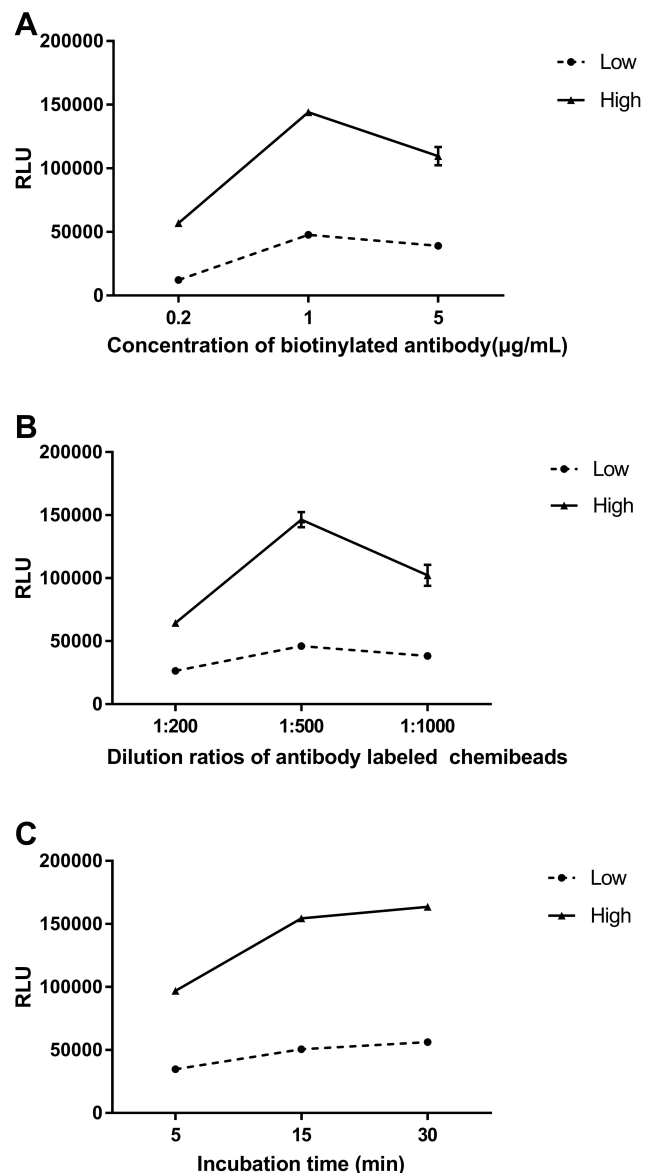 A
200000
150000
100000
50000
0
RLU
0.2 1 5
Concentration of biotinylated antibody(μg/mL)
Low
High
B
200000
150000
100000
50000
0
RLU
1:200 1:500 1:1000
Dilution ratios of antibody labeled chemibeads
Low
High
C
200000
150000
100000
50000
0
RLU
5 15 30
Incubation time (min)
Low
High